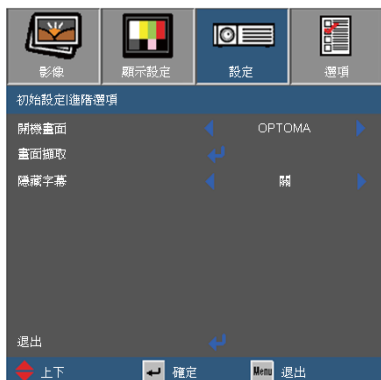 影像 顯示設定 設定 選項
初始設定|進階選項
開機畫面 OPTOMA
畫面擷取
隱藏字幕 關
退出
上下 確定 Menu 退出